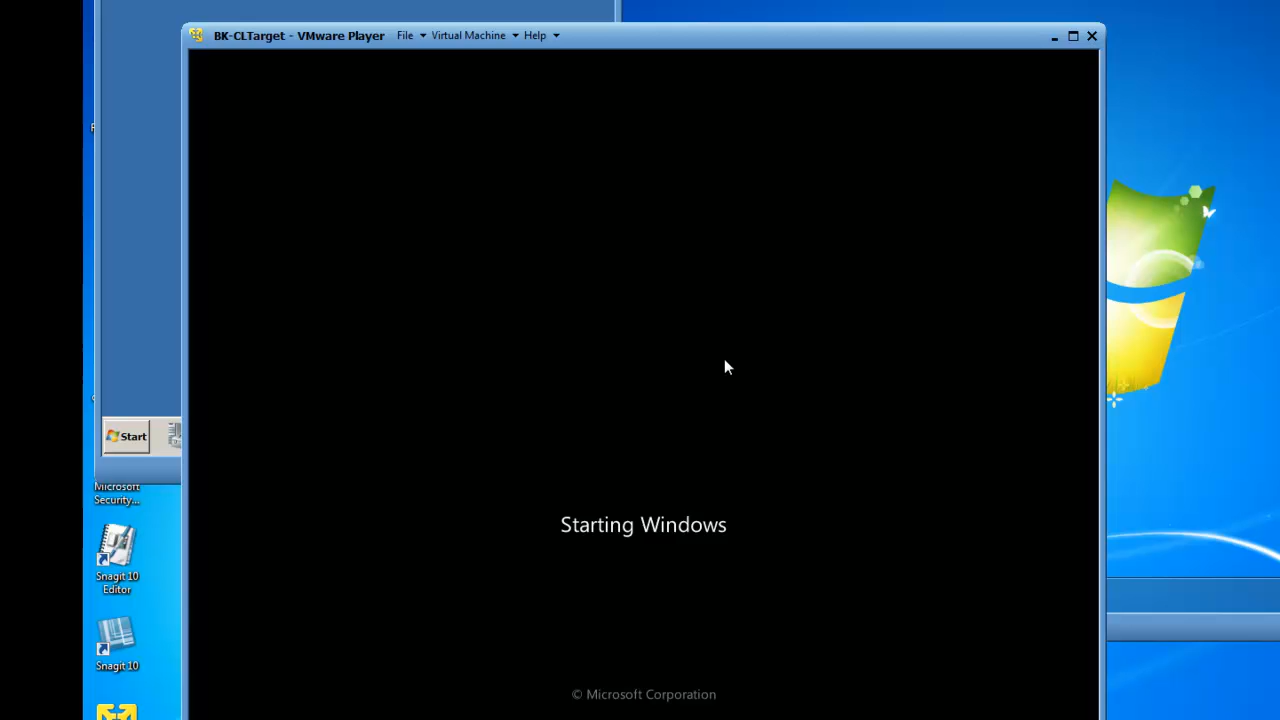 BK-CLTarget - VMware Player File Virtual Machine Help
Start
Microsoft
Security...
Starting Windows
Snagit 10
Editor
Snagit 10
© Microsoft Corporation